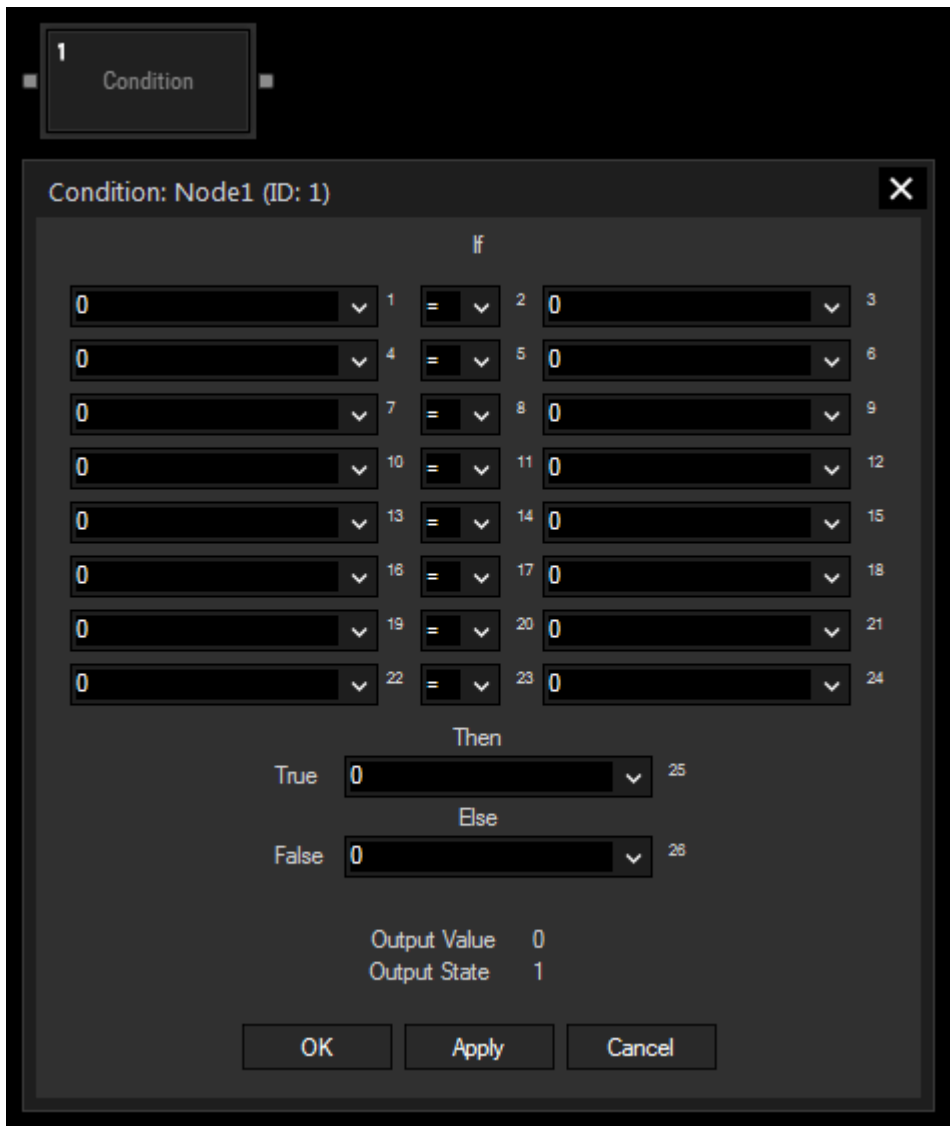 1
Condition
Condition: Node1 (ID: 1)
If
0 1 = 2 0 3
0 4 = 5 0 6
0 7 = 8 0 9
0 10 = 11 0 12
0 13 = 14 0 15
0 16 = 17 0 18
0 19 = 20 0 21
0 22 = 23 0 24
Then
True 0 25
Else
False 0 26
Output Value 0
Output State 1
OK Apply Cancel